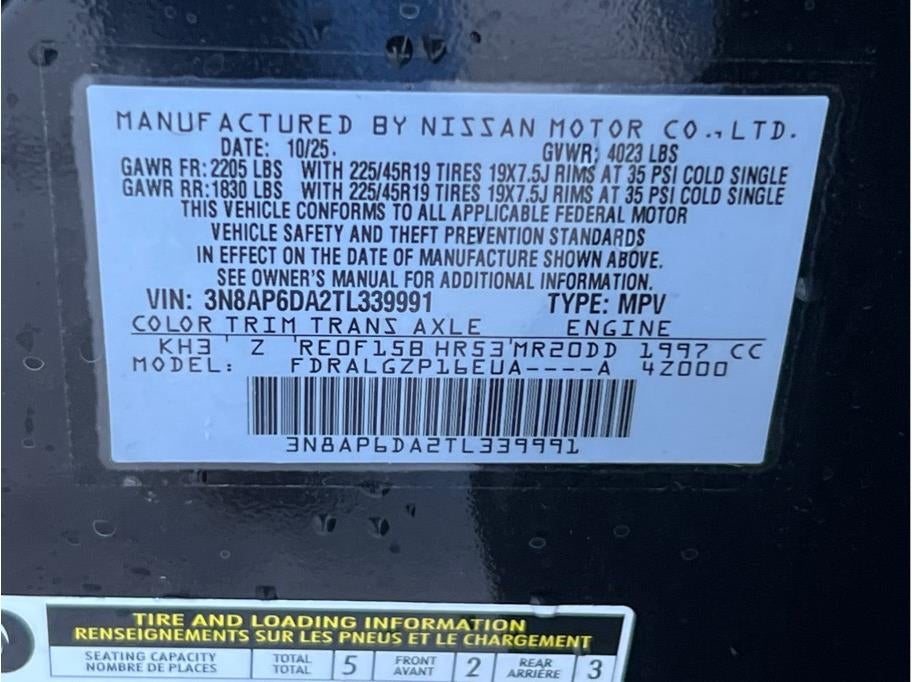 MANUFACTURED BY NISSAN MOTOR CO.,LTD.
DATE: 10/25. GVWR: 4023 LBS
GAWR FR: 2205 LBS WITH 225/45R19 TIRES 19X7.5J RIMS AT 35 PSI COLD SINGLE
GAWR RR: 1830 LBS WITH 225/45R19 TIRES 19X7.5J RIMS AT 35 PSI COLD SINGLE
THIS VEHICLE CONFORMS TO ALL APPLICABLE FEDERAL MOTOR
VEHICLE SAFETY AND THEFT PREVENTION STANDARDS
IN EFFECT ON THE DATE OF MANUFACTURE SHOWN ABOVE.
SEE OWNER'S MANUAL FOR ADDITIONAL INFORMATION.
VIN: 3N8AP6DA2TL339991 TYPE: MPV
COLOR TRIM TRANS AXLE ENGINE
KH3 ' Z 'RE0F15B HR53'MR20DD 1997 CC
MODEL: FDRALGZP16EUA----A 4Z000
3N8AP6DA2TL339991
TIRE AND LOADING INFORMATION
RENSEIGNEMENTS SUR LES PNEUS ET LE CHARGEMENT
SEATING CAPACITY TOTAL 5 FRONT 2 REAR 3
NOMBRE DE PLACES TOTAL AVANT ARRIÈRE